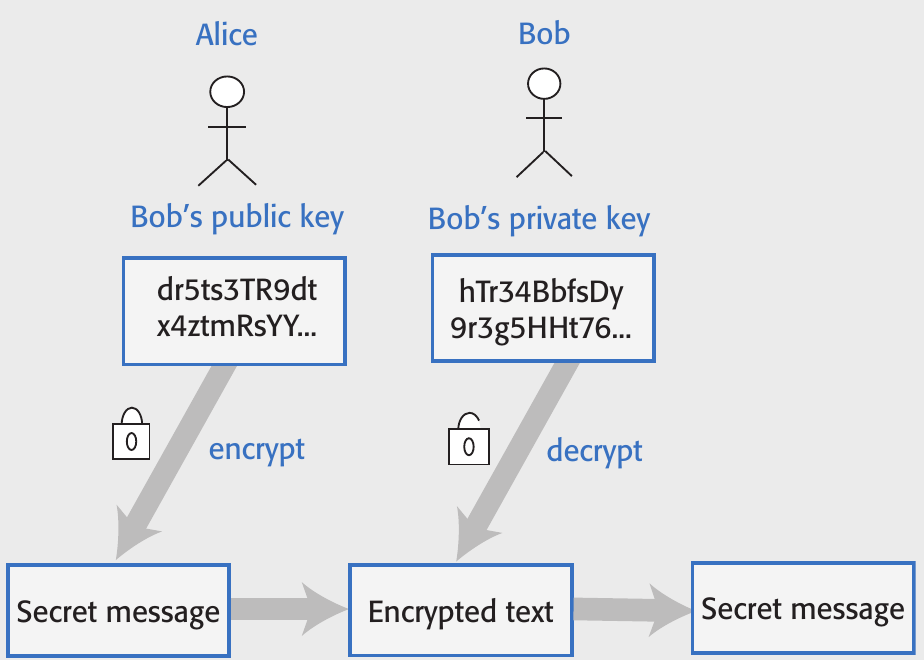 Alice
Bob
Bob's public key
Bob's private key
dr5ts3TR9dt
x4ztmRsYY...
hTr34BbfsDy
9r3g5HHt76...
encrypt
decrypt
Secret message
Encrypted text
Secret message